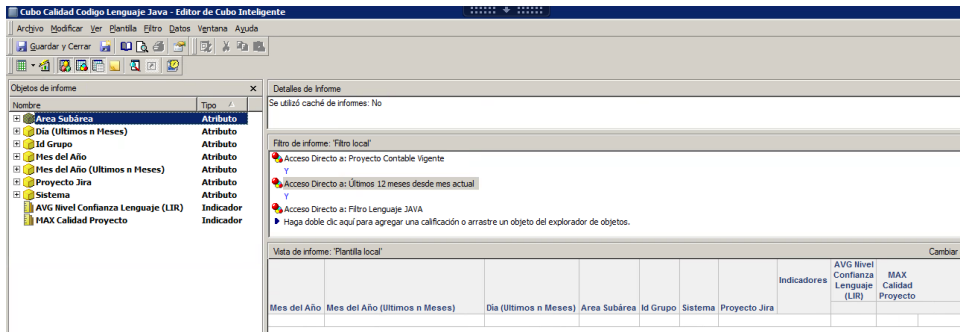 Cubo Calidad Codigo Lenguaje Java - Editor de Cubo Inteligente
Archivo Modificar Ver Plantilla Filtro Datos Ventana Ayuda
Guardar y Cerrar
Objetos de informe
Nombre Tipo
Area Subárea Atributo
Día (Ultimos n Meses) Atributo
Id Grupo Atributo
Mes del Año Atributo
Mes del Año (Ultimos n Meses) Atributo
Proyecto Jira Atributo
Sistema Atributo
AVG Nivel Confianza Lenguaje (LIR) Indicador
MAX Calidad Proyecto Indicador
Detalles de Informe
Se utilizó caché de informes: No
Filtro de informe: 'Filtro local'
Acceso Directo a: Proyecto Contable Vigente
Y
Acceso Directo a: Últimos 12 meses desde mes actual
Y
Acceso Directo a: Filtro Lenguaje JAVA
Haga doble clic aquí para agregar una calificación o arrastre un objeto del explorador de objetos.
Vista de informe: 'Plantilla local' Cambiar
Indicadores
AVG Nivel
Confianza
Lenguaje
(LIR)
MAX
Calidad
Proyecto
Mes del Año Mes del Año (Ultimos n Meses) Día (Ultimos n Meses) Area Subárea Id Grupo Sistema Proyecto Jira